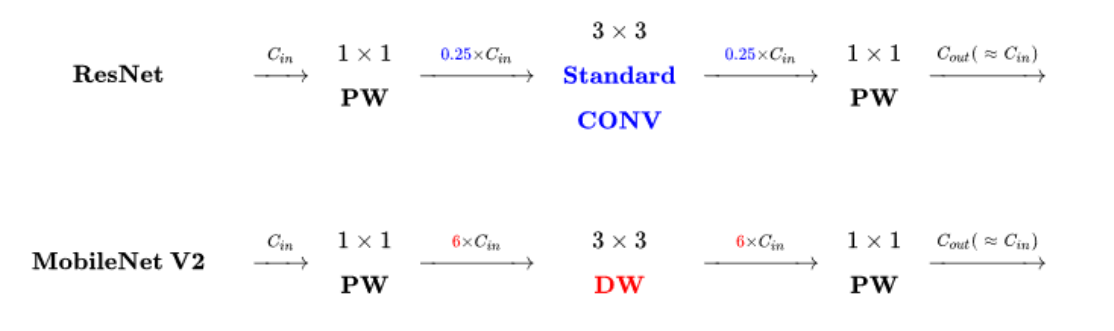 3 × 3
C_in 1 × 1 0.25×C_in 0.25×C_in 1 × 1 C_out( ≈ C_in)
ResNet Standard
PW PW
CONV
C_in 1 × 1 6×C_in 3 × 3 6×C_in 1 × 1 C_out( ≈ C_in)
MobileNet V2
PW DW PW